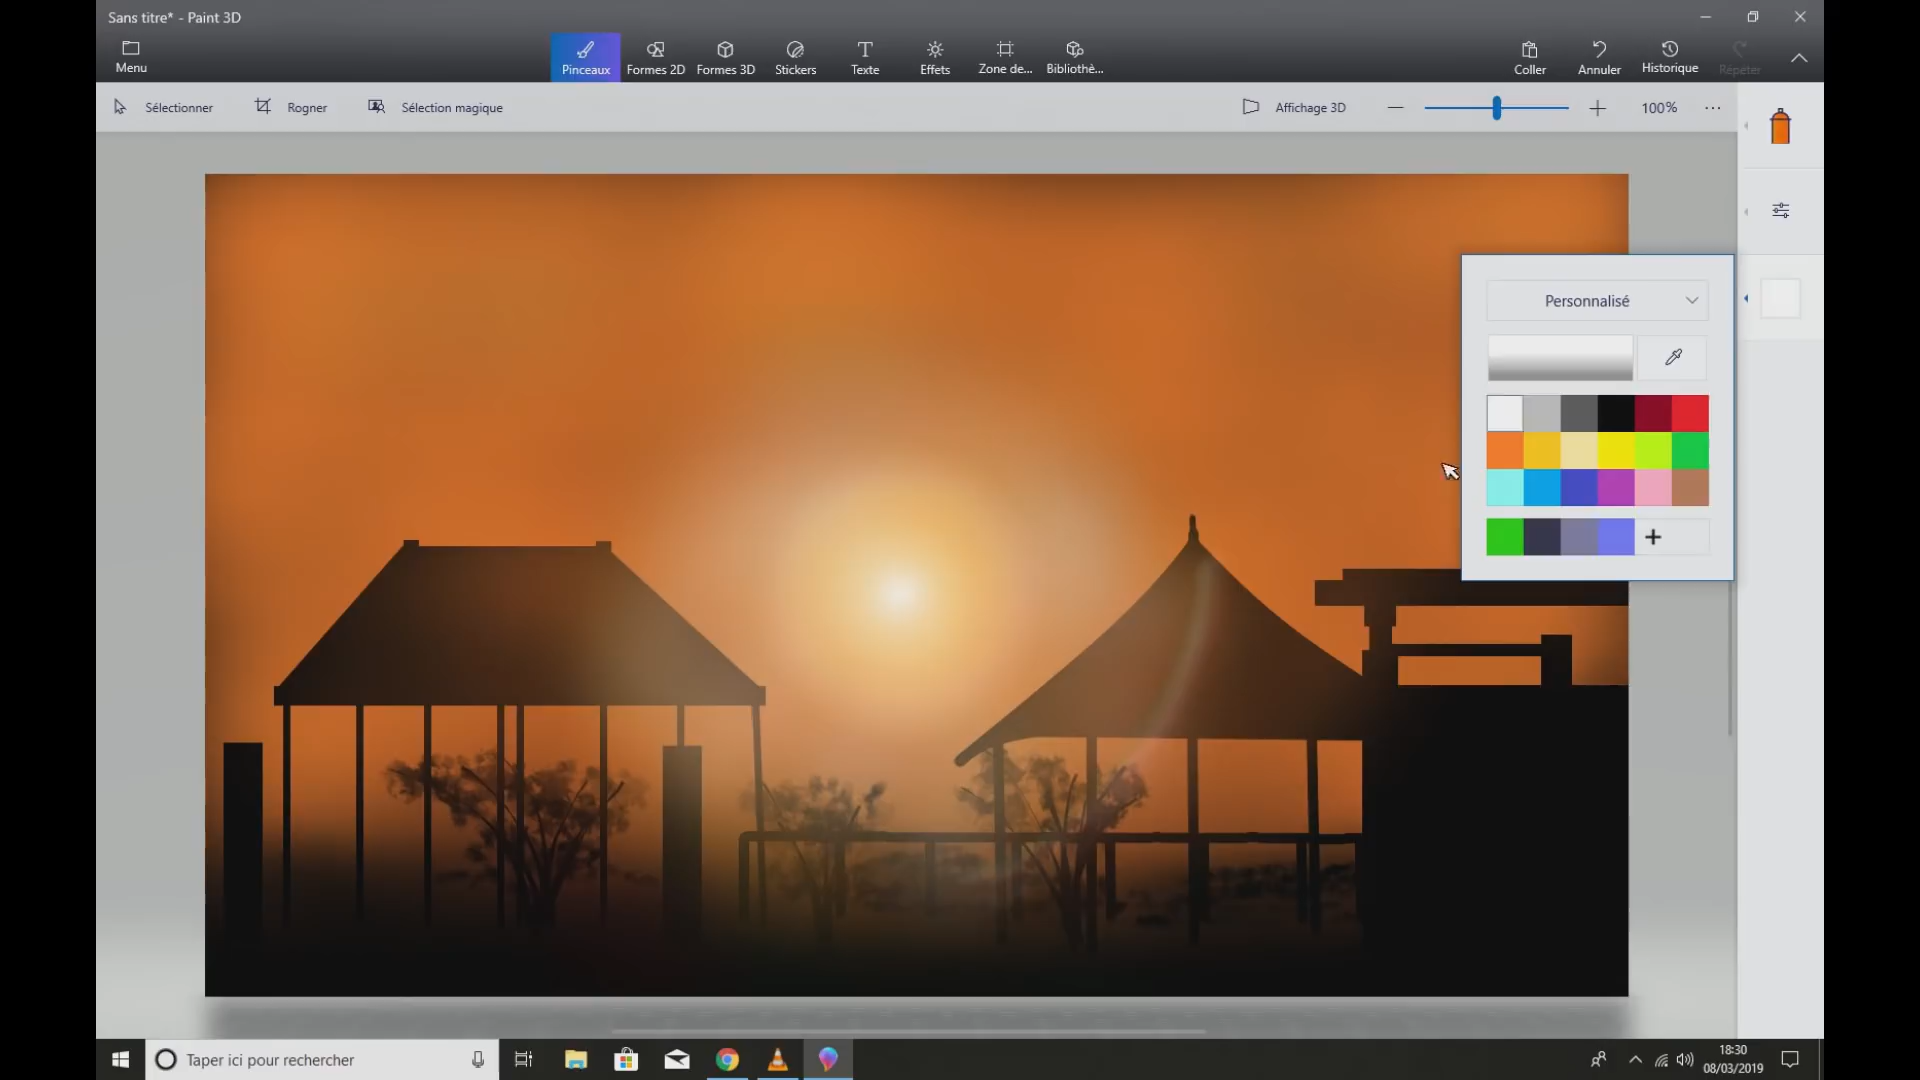 Sans titre* - Paint 3D
Menu
Pinceaux
Formes 2D
Formes 3D
Stickers
Texte
Effets
Zone de...
Bibliothè...
Coller
Annuler
Historique
Répéter
Sélectionner
Rogner
Sélection magique
Affichage 3D
100%
Personnalisé
Taper ici pour rechercher
18:30
08/03/2019